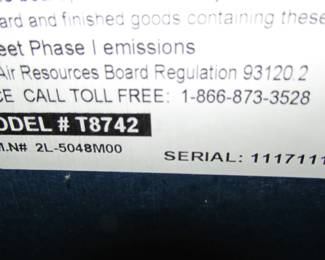 ard and finished goods containing these
eet Phase I emissions
Air Resources Board Regulation 93120.2
CE CALL TOLL FREE: 1-866-873-3528
ODEL # T8742
M.N# 2L-5048M00
SERIAL: 1117111